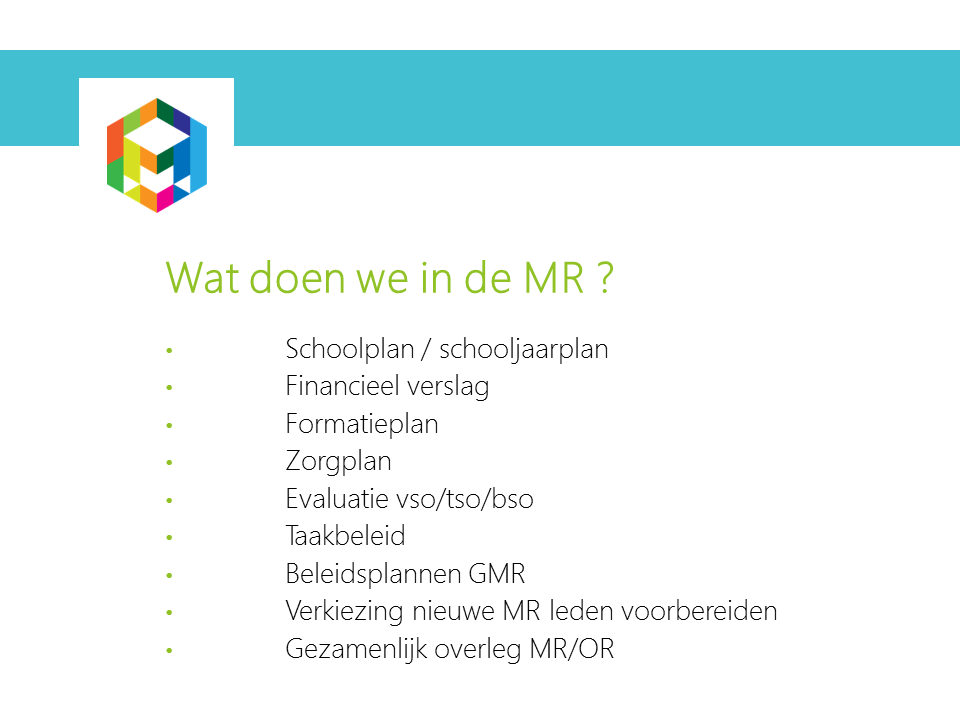 Wat doen we in de MR ?
• Schoolplan / schooljaarplan
• Financieel verslag
• Formatieplan
• Zorgplan
• Evaluatie vso/tso/bso
• Taakbeleid
• Beleidsplannen GMR
• Verkiezing nieuwe MR leden voorbereiden
• Gezamenlijk overleg MR/OR